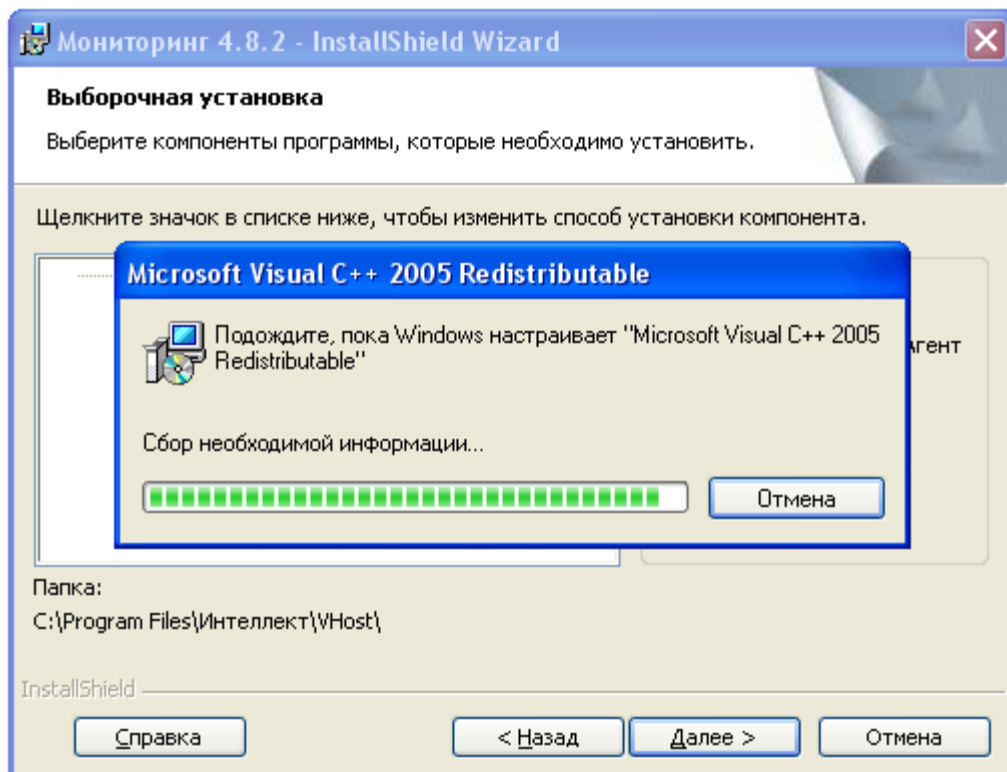 Мониторинг 4.8.2 - InstallShield Wizard
Выборочная установка
Выберите компоненты программы, которые необходимо установить.
Щелкните значок в списке ниже, чтобы изменить способ установки компонента.
Microsoft Visual C++ 2005 Redistributable
Подождите, пока Windows настраивает "Microsoft Visual C++ 2005
Redistributable"
Сбор необходимой информации...
Отмена
Папка:
C:\Program Files\Интеллект\VHost\
InstallShield
Справка
< Назад
Далее >
Отмена